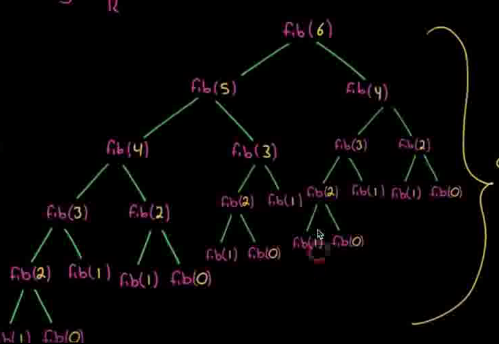 fib(6)
fib(5) fib(4)
fib(4) fib(3) fib(3) fib(2)
fib(3) fib(2) fib(2) fib(1) fib(2) fib(1) fib(1) fib(0)
fib(2) fib(1) fib(1) fib(0) fib(1) fib(0) fib(1) fib(0)
b(1) fib(0)